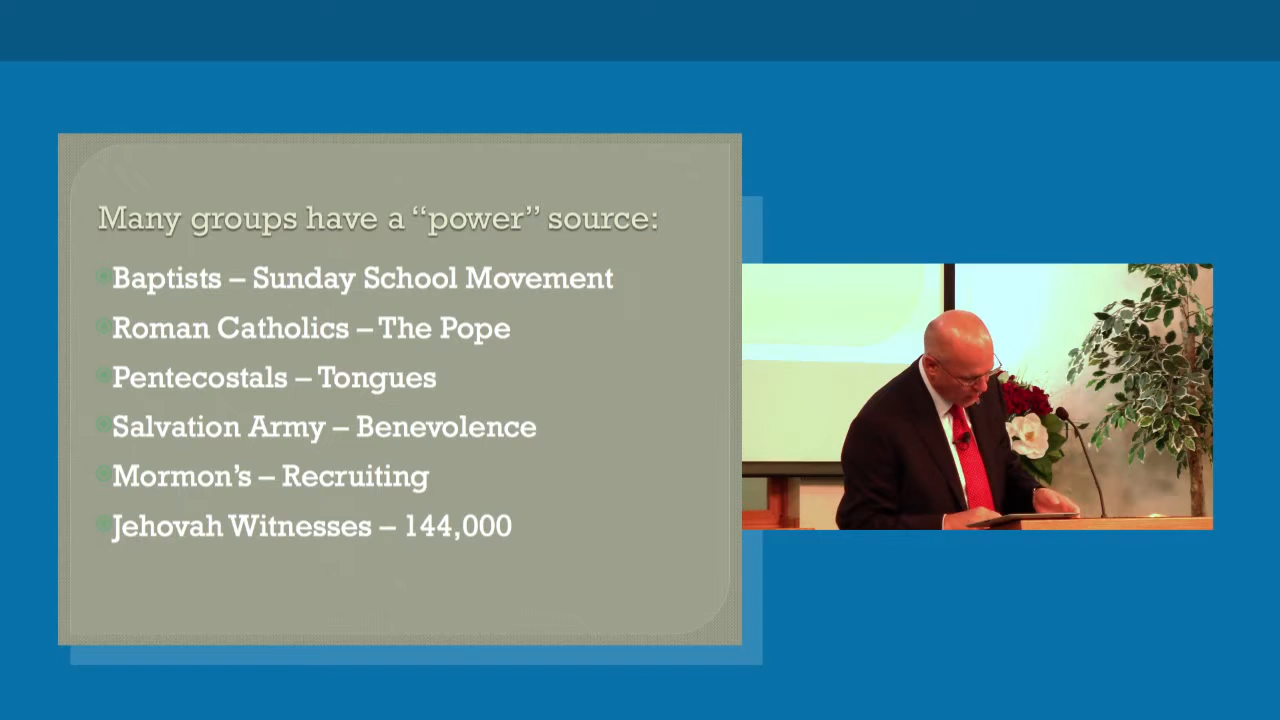 Many groups have a “power” source:
Baptists – Sunday School Movement
Roman Catholics – The Pope
Pentecostals – Tongues
Salvation Army – Benevolence
Mormon’s – Recruiting
Jehovah Witnesses – 144,000